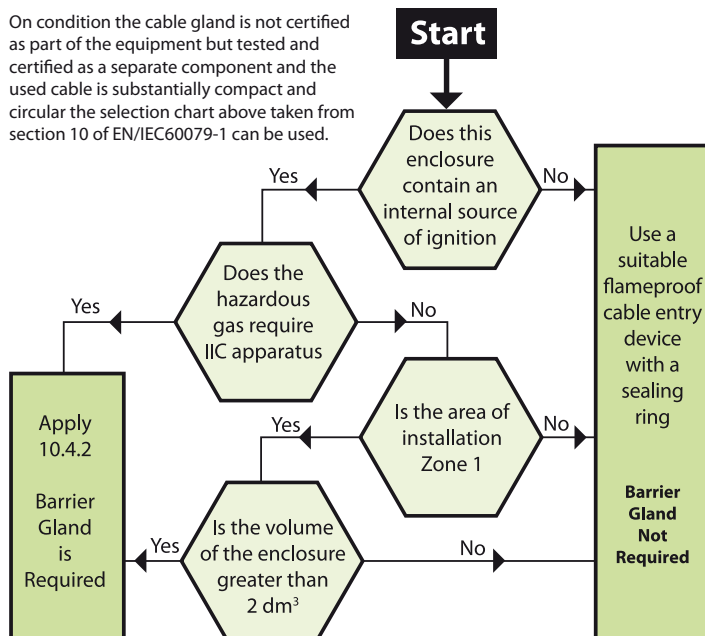 On condition the cable gland is not certified
as part of the equipment but tested and
certified as a separate component and the
used cable is substantially compact and
circular the selection chart above taken from
section 10 of EN/IEC60079-1 can be used.
Start
Does this
enclosure
contain an
internal source
of ignition
Yes
No
Does the
hazardous
gas require
IIC apparatus
Yes
No
Is the area of
installation
Zone 1
Yes
No
Is the volume
of the enclosure
greater than
2 dm³
Yes
No
Apply
10.4.2
Barrier
Gland
is
Required
Use a
suitable
flameproof
cable entry
device
with a
sealing
ring
Barrier
Gland
Not
Required